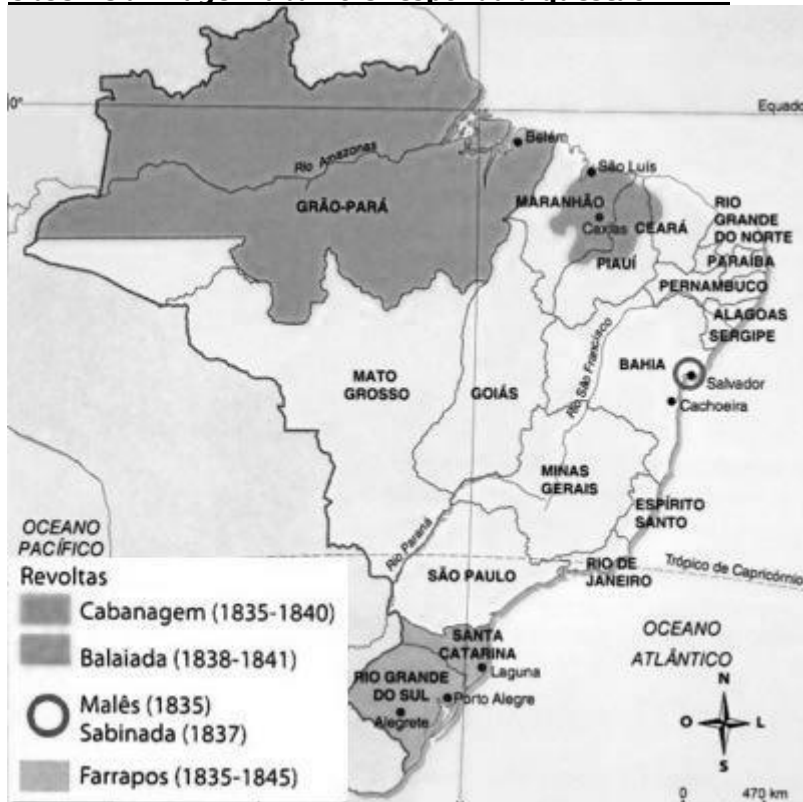 0°
Equado
Belém
Rio Amazonas
São Luís
GRÃO-PARÁ
MARANHÃO
Caxias
CEARÁ
RIO
GRANDE
DO NORTE
PIAUÍ
PARAÍBA
PERNAMBUCO
ALAGOAS
SERGIPE
Rio São Francisco
BAHIA
Salvador
Cachoeira
MATO
GROSSO
GOIÁS
MINAS
GERAIS
ESPÍRITO
SANTO
OCEANO
PACÍFICO
Rio Paraná
SÃO PAULO
RIO DE
JANEIRO
Trópico de Capricórnio
SANTA
CATARINA
Laguna
RIO GRANDE
DO SUL
Porto Alegre
Alegrete
OCEANO
ATLÂNTICO
N
O
L
S
0
470 km
Revoltas
Cabanagem (1835-1840)
Balaiada (1838-1841)
Malês (1835)
Sabinada (1837)
Farrapos (1835-1845)